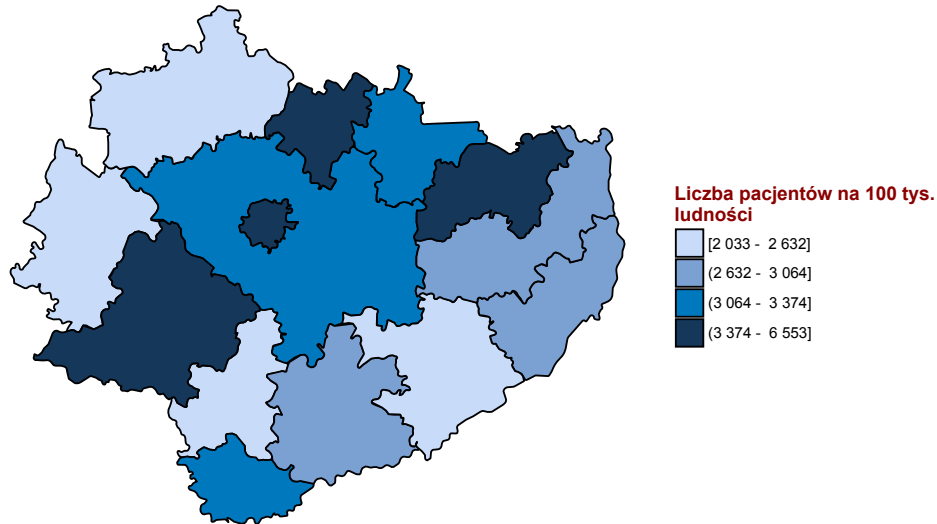 Liczba pacjentów na 100 tys.
ludności
[2 033 - 2 632]
(2 632 - 3 064]
(3 064 - 3 374]
(3 374 - 6 553]